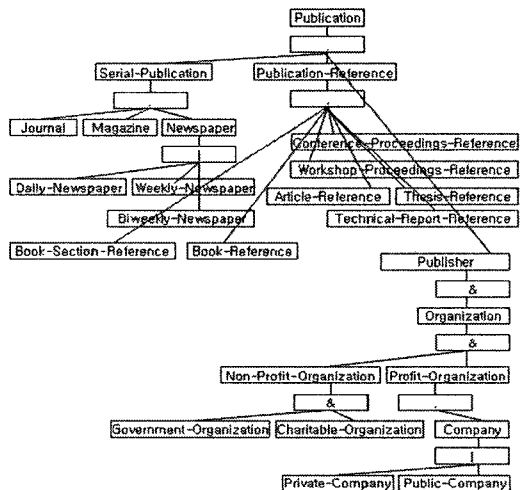 Publication
Serial-Publication Publication-Reference
Journal Magazine Newspaper
Conference-Proceedings-Reference
Workshop-Proceedings-Reference
Daily-Newspaper Weekly-Newspaper Article-Reference Thesis-Reference
Biweekly-Newspaper Technical-Report-Reference
Book-Section-Reference Book-Reference
Publisher
&
Organization
&
Non-Profit-Organization Profit-Organization
&
Government-Organization Charitable-Organization Company
|
Private-Company Public-Company